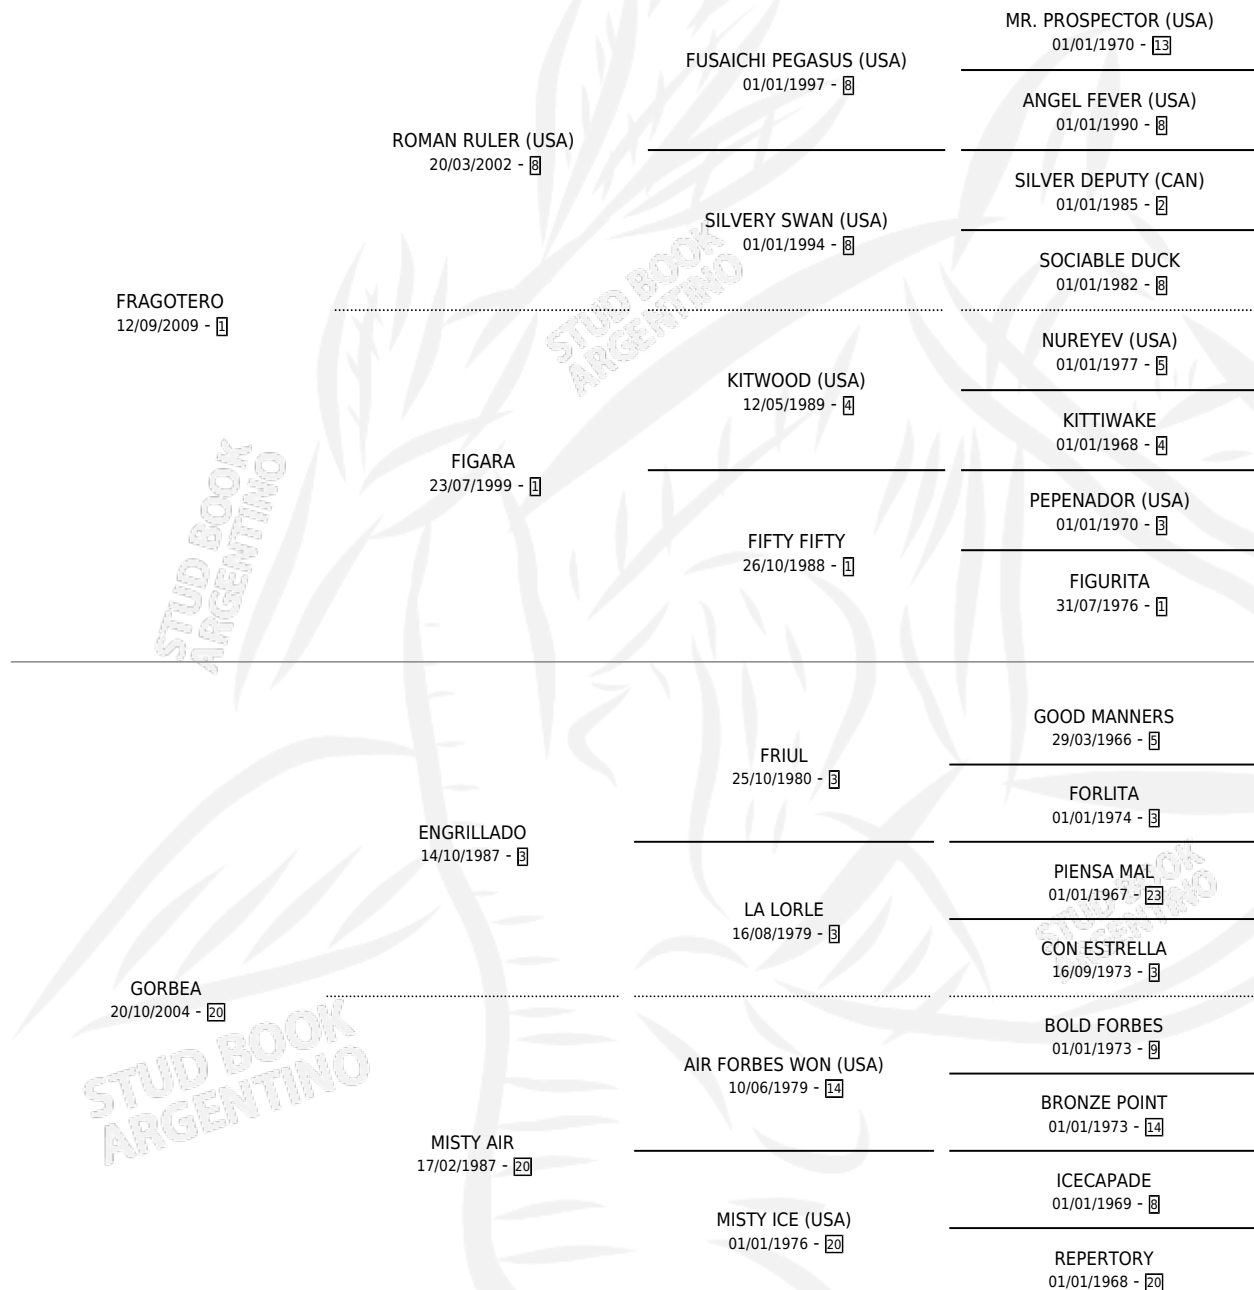 MR. PROSPECTOR (USA)
01/01/1970 - 13
FUSAICHI PEGASUS (USA)
01/01/1997 - 8
ANGEL FEVER (USA)
01/01/1990 - 8
ROMAN RULER (USA)
20/03/2002 - 8
SILVER DEPUTY (CAN)
01/01/1985 - 2
SILVERY SWAN (USA)
01/01/1994 - 8
SOCIABLE DUCK
01/01/1982 - 8
STUD BOOK
ARGENTINO
FRAGOTERO
12/09/2009 - 1
NUREYEV (USA)
01/01/1977 - 5
KITWOOD (USA)
12/05/1989 - 4
KITTIWAKE
01/01/1968 - 4
FIGARA
23/07/1999 - 1
PEPENADOR (USA)
01/01/1970 - 3
FIFTY FIFTY
26/10/1988 - 1
FIGURITA
31/07/1976 - 1
STUD BOOK
ARGENTINO
GOOD MANNERS
29/03/1966 - 5
FRIUL
25/10/1980 - 3
FORLITA
01/01/1974 - 3
ENGRILLADO
14/10/1987 - 3
PIENSA MAL
01/01/1967 - 23
LA LORLE
16/08/1979 - 3
CON ESTRELLA
16/09/1973 - 3
STUD BOOK
ARGENTINO
GORBEA
20/10/2004 - 20
BOLD FORBES
01/01/1973 - 9
AIR FORBES WON (USA)
10/06/1979 - 14
BRONZE POINT
01/01/1973 - 14
STUD BOOK
ARGENTINO
MISTY AIR
17/02/1987 - 20
ICECAPADE
01/01/1969 - 8
MISTY ICE (USA)
01/01/1976 - 20
REPERTORY
01/01/1968 - 20